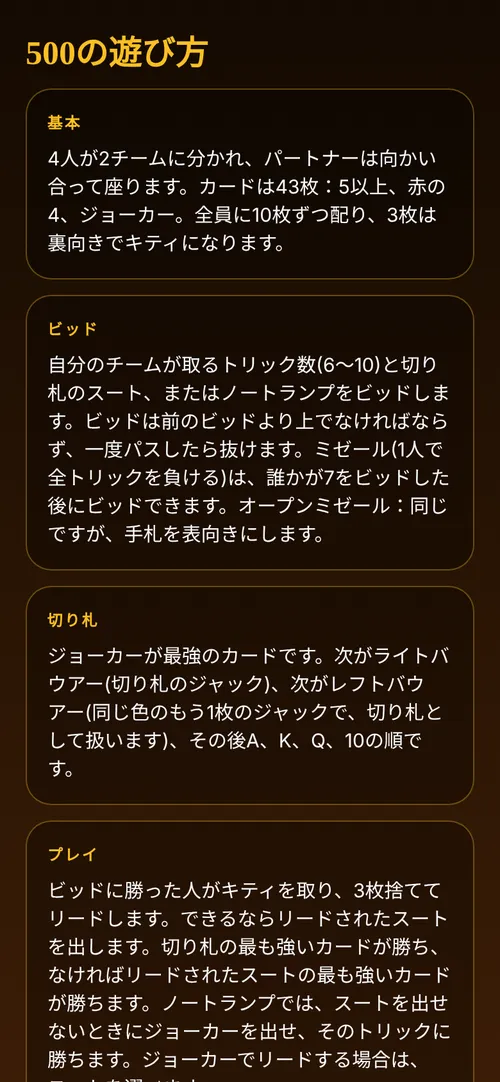 500の遊び方
基本
4人が2チームに分かれ、パートナーは向かい
合って座ります。カードは43枚：5以上、赤の
4、ジョーカー。全員に10枚ずつ配り、3枚は
裏向きでキティになります。
ビッド
自分のチームが取るトリック数(6〜10)と切り
札のスート、またはノートランプをビッドしま
す。ビッドは前のビッドより上でなければなら
ず、一度パスしたら抜けます。ミゼール(1人で
全トリックを負ける)は、誰かが7をビッドした
後にビッドできます。オープンミゼール：同じ
ですが、手札を表向きにします。
切り札
ジョーカーが最強のカードです。次がライトバ
ウアー(切り札のジャック)、次がレフトバウ
アー(同じ色のもう1枚のジャックで、切り札と
して扱います)、その後A、K、Q、10の順で
す。
プレイ
ビッドに勝った人がキティを取り、3枚捨てて
リードします。できるならリードされたスート
を出します。切り札の最も強いカードが勝ち、
なければリードされたスートの最も強いカード
が勝ちます。ノートランプでは、スートを出せ
ないときにジョーカーを出せ、そのトリックに
勝ちます。ジョーカーでリードする場合は、